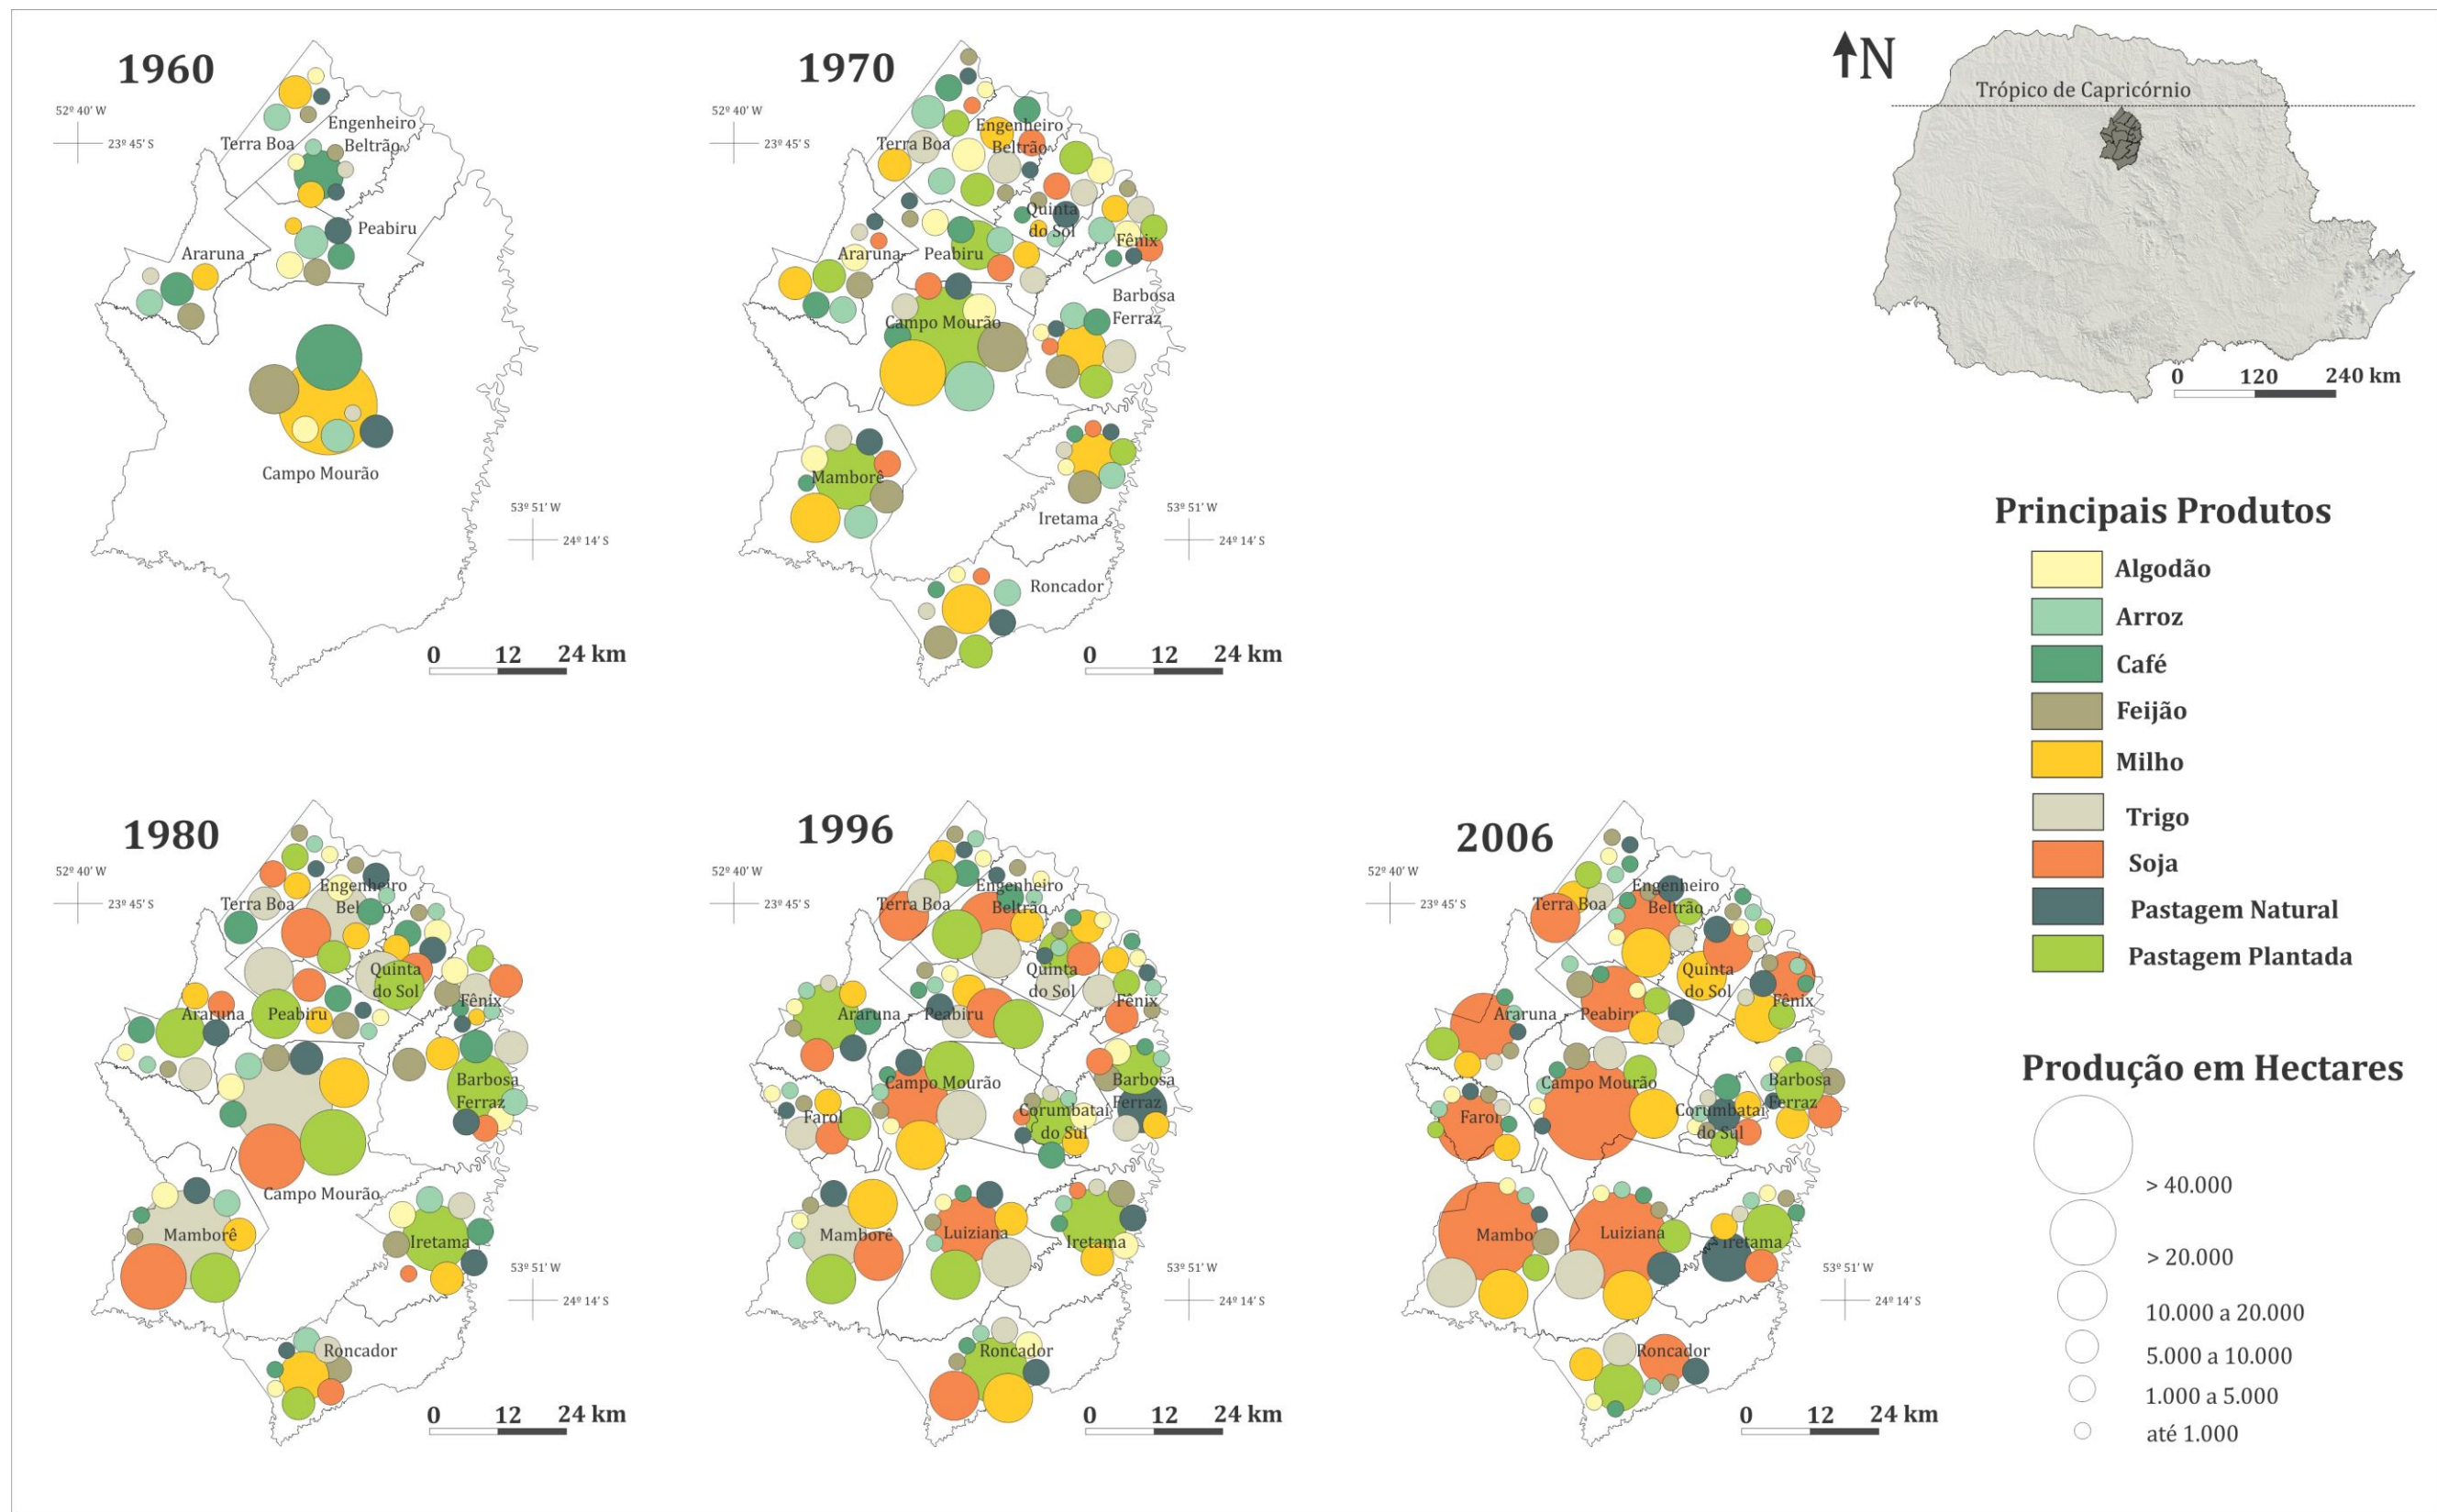 1960
52º 40' W
23º 45' S
Terra Boa
Engenheiro
Beltrão
Peabiru
Araruna
Campo Mourão
53º 51' W
24º 14' S
0 12 24 km
1970
52º 40' W
23º 45' S
Terra Boa
Engenheiro
Beltrão
Quinta
do Sol
Fênix
Araruna
Peabiru
Barbosa
Ferraz
Campo Mourão
Mamborê
Iretama
Roncador
53º 51' W
24º 14' S
0 12 24 km
N
Trópico de Capricórnio
0 120 240 km
Principais Produtos
Algodão
Arroz
Café
Feijão
Milho
Trigo
Soja
Pastagem Natural
Pastagem Plantada
1980
52º 40' W
23º 45' S
Terra Boa
Engenheiro
Beltrão
Quinta
do Sol
Fênix
Araruna
Peabiru
Barbosa
Ferraz
Campo Mourão
Mamborê
Iretama
Roncador
53º 51' W
24º 14' S
0 12 24 km
1996
52º 40' W
23º 45' S
Terra Boa
Engenheiro
Beltrão
Quinta
do Sol
Fênix
Araruna
Peabiru
Campo Mourão
Barbosa
Ferraz
Farol
Corumbataí
do Sul
Mamborê
Luiziana
Iretama
Roncador
53º 51' W
24º 14' S
0 12 24 km
2006
52º 40' W
23º 45' S
Terra Boa
Engenheiro
Beltrão
Quinta
do Sol
Fênix
Araruna
Peabiru
Campo Mourão
Barbosa
Ferraz
Farol
Corumbataí
do Sul
Mambo
Luiziana
Iretama
Roncador
53º 51' W
24º 14' S
0 12 24 km
Produção em Hectares
> 40.000
> 20.000
10.000 a 20.000
5.000 a 10.000
1.000 a 5.000
até 1.000